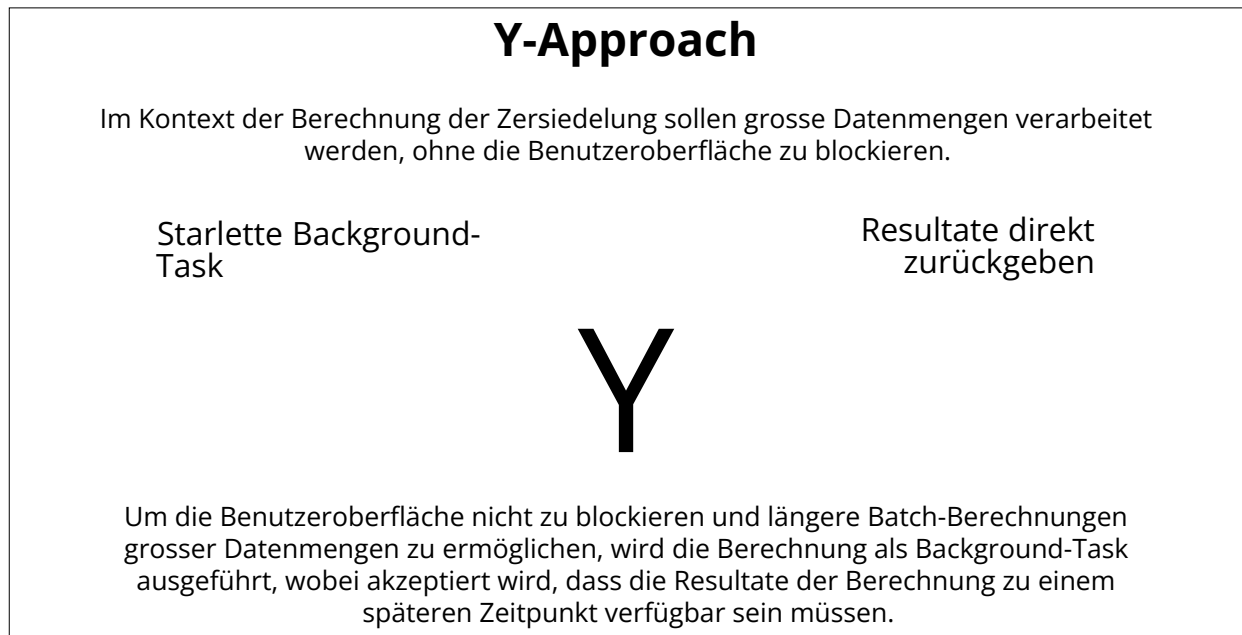 Y-Approach
Im Kontext der Berechnung der Zersiedelung sollen grosse Datenmengen verarbeitet
werden, ohne die Benutzeroberfläche zu blockieren.
Starlette Background-
Task
Resultate direkt
zurückgeben
Y
Um die Benutzeroberfläche nicht zu blockieren und längere Batch-Berechnungen
grosser Datenmengen zu ermöglichen, wird die Berechnung als Background-Task
ausgeführt, wobei akzeptiert wird, dass die Resultate der Berechnung zu einem
späteren Zeitpunkt verfügbar sein müssen.